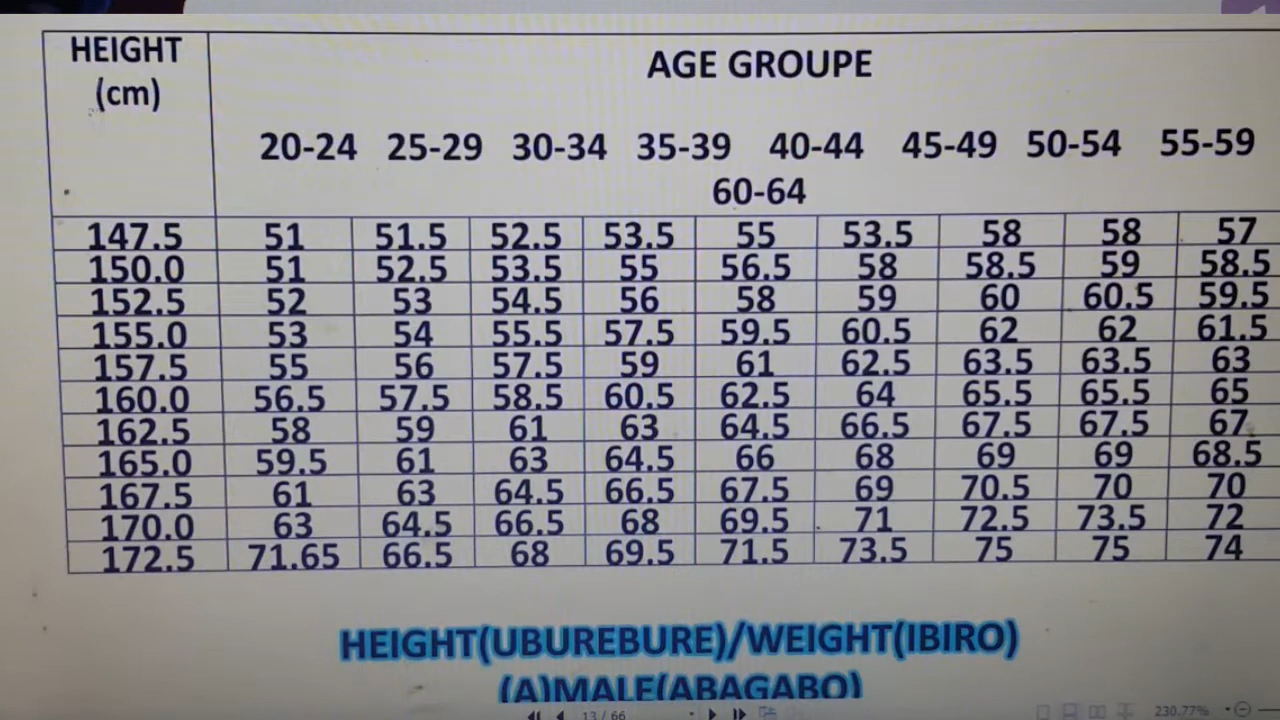 HEIGHT
(cm)
AGE GROUPE
20-24 25-29 30-34 35-39 40-44 45-49 50-54 55-59
60-64
147.5 51 51.5 52.5 53.5 55 53.5 58 58 57
150.0 51 52.5 53.5 55 56.5 58 58.5 59 58.5
152.5 52 53 54.5 56 58 59 60 60.5 59.5
155.0 53 54 55.5 57.5 59.5 60.5 62 62 61.5
157.5 55 56 57.5 59 61 62.5 63.5 63.5 63
160.0 56.5 57.5 58.5 60.5 62.5 64 65.5 65.5 65
162.5 58 59 61 63 64.5 66.5 67.5 67.5 67
165.0 59.5 61 63 64.5 66 68 69 69 68.5
167.5 61 63 64.5 66.5 67.5 69 70.5 70 70
170.0 63 64.5 66.5 68 69.5 71 72.5 73.5 72
172.5 71.65 66.5 68 69.5 71.5 73.5 75 75 74
HEIGHT(UBUREBURE)/WEIGHT(IBIRO)
(A)MALE(ABAGABO)
13 / 66 230.77%